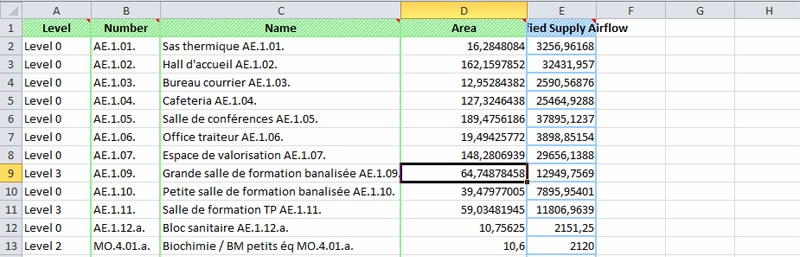 A B C D E F G H
1 Level Number Name Area fied Supply Airflow
2 Level 0 AE.1.01. Sas thermique AE.1.01. 16,2848084 3256,96168
3 Level 0 AE.1.02. Hall d'accueil AE.1.02. 162,1597852 32431,957
4 Level 0 AE.1.03. Bureau courrier AE.1.03. 12,95284382 2590,56876
5 Level 0 AE.1.04. Cafeteria AE.1.04. 127,3246438 25464,9288
6 Level 0 AE.1.05. Salle de conférences AE.1.05. 189,4756186 37895,1237
7 Level 0 AE.1.06. Office traiteur AE.1.06. 19,49425772 3898,85154
8 Level 0 AE.1.07. Espace de valorisation AE.1.07. 148,2806939 29656,1388
9 Level 3 AE.1.09. Grande salle de formation banalisée AE.1.09. 64,74878458 12949,7569
10 Level 0 AE.1.10. Petite salle de formation banalisée AE.1.10. 39,47977005 7895,95401
11 Level 3 AE.1.11. Salle de formation TP AE.1.11. 59,03481945 11806,9639
12 Level 0 AE.1.12.a. Bloc sanitaire AE.1.12.a. 10,75625 2151,25
13 Level 2 MO.4.01.a. Biochimie / BM petits éq MO.4.01.a. 10,6 2120